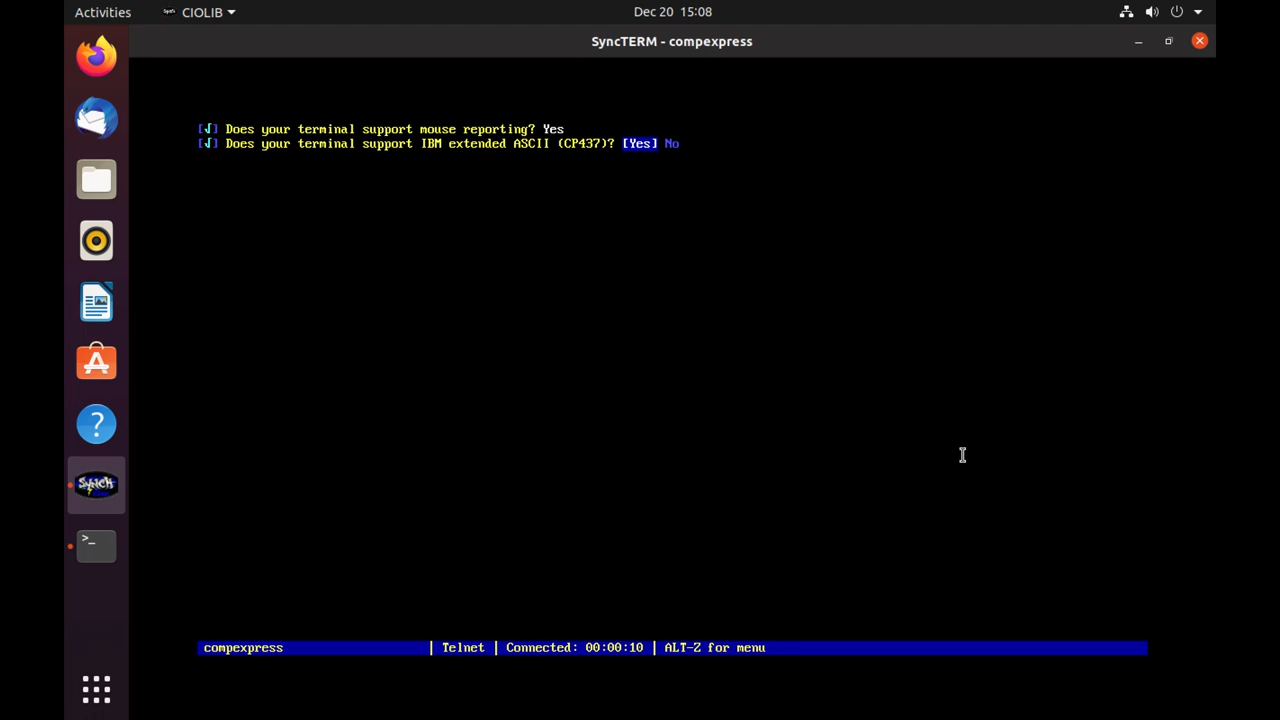 Activities
CIOLIB
Dec 20 15:08
SyncTERM - compexpress
[√] Does your terminal support mouse reporting? Yes
[√] Does your terminal support IBM extended ASCII (CP437)? [Yes] No
compexpress | Telnet | Connected: 00:00:10 | ALT-Z for menu